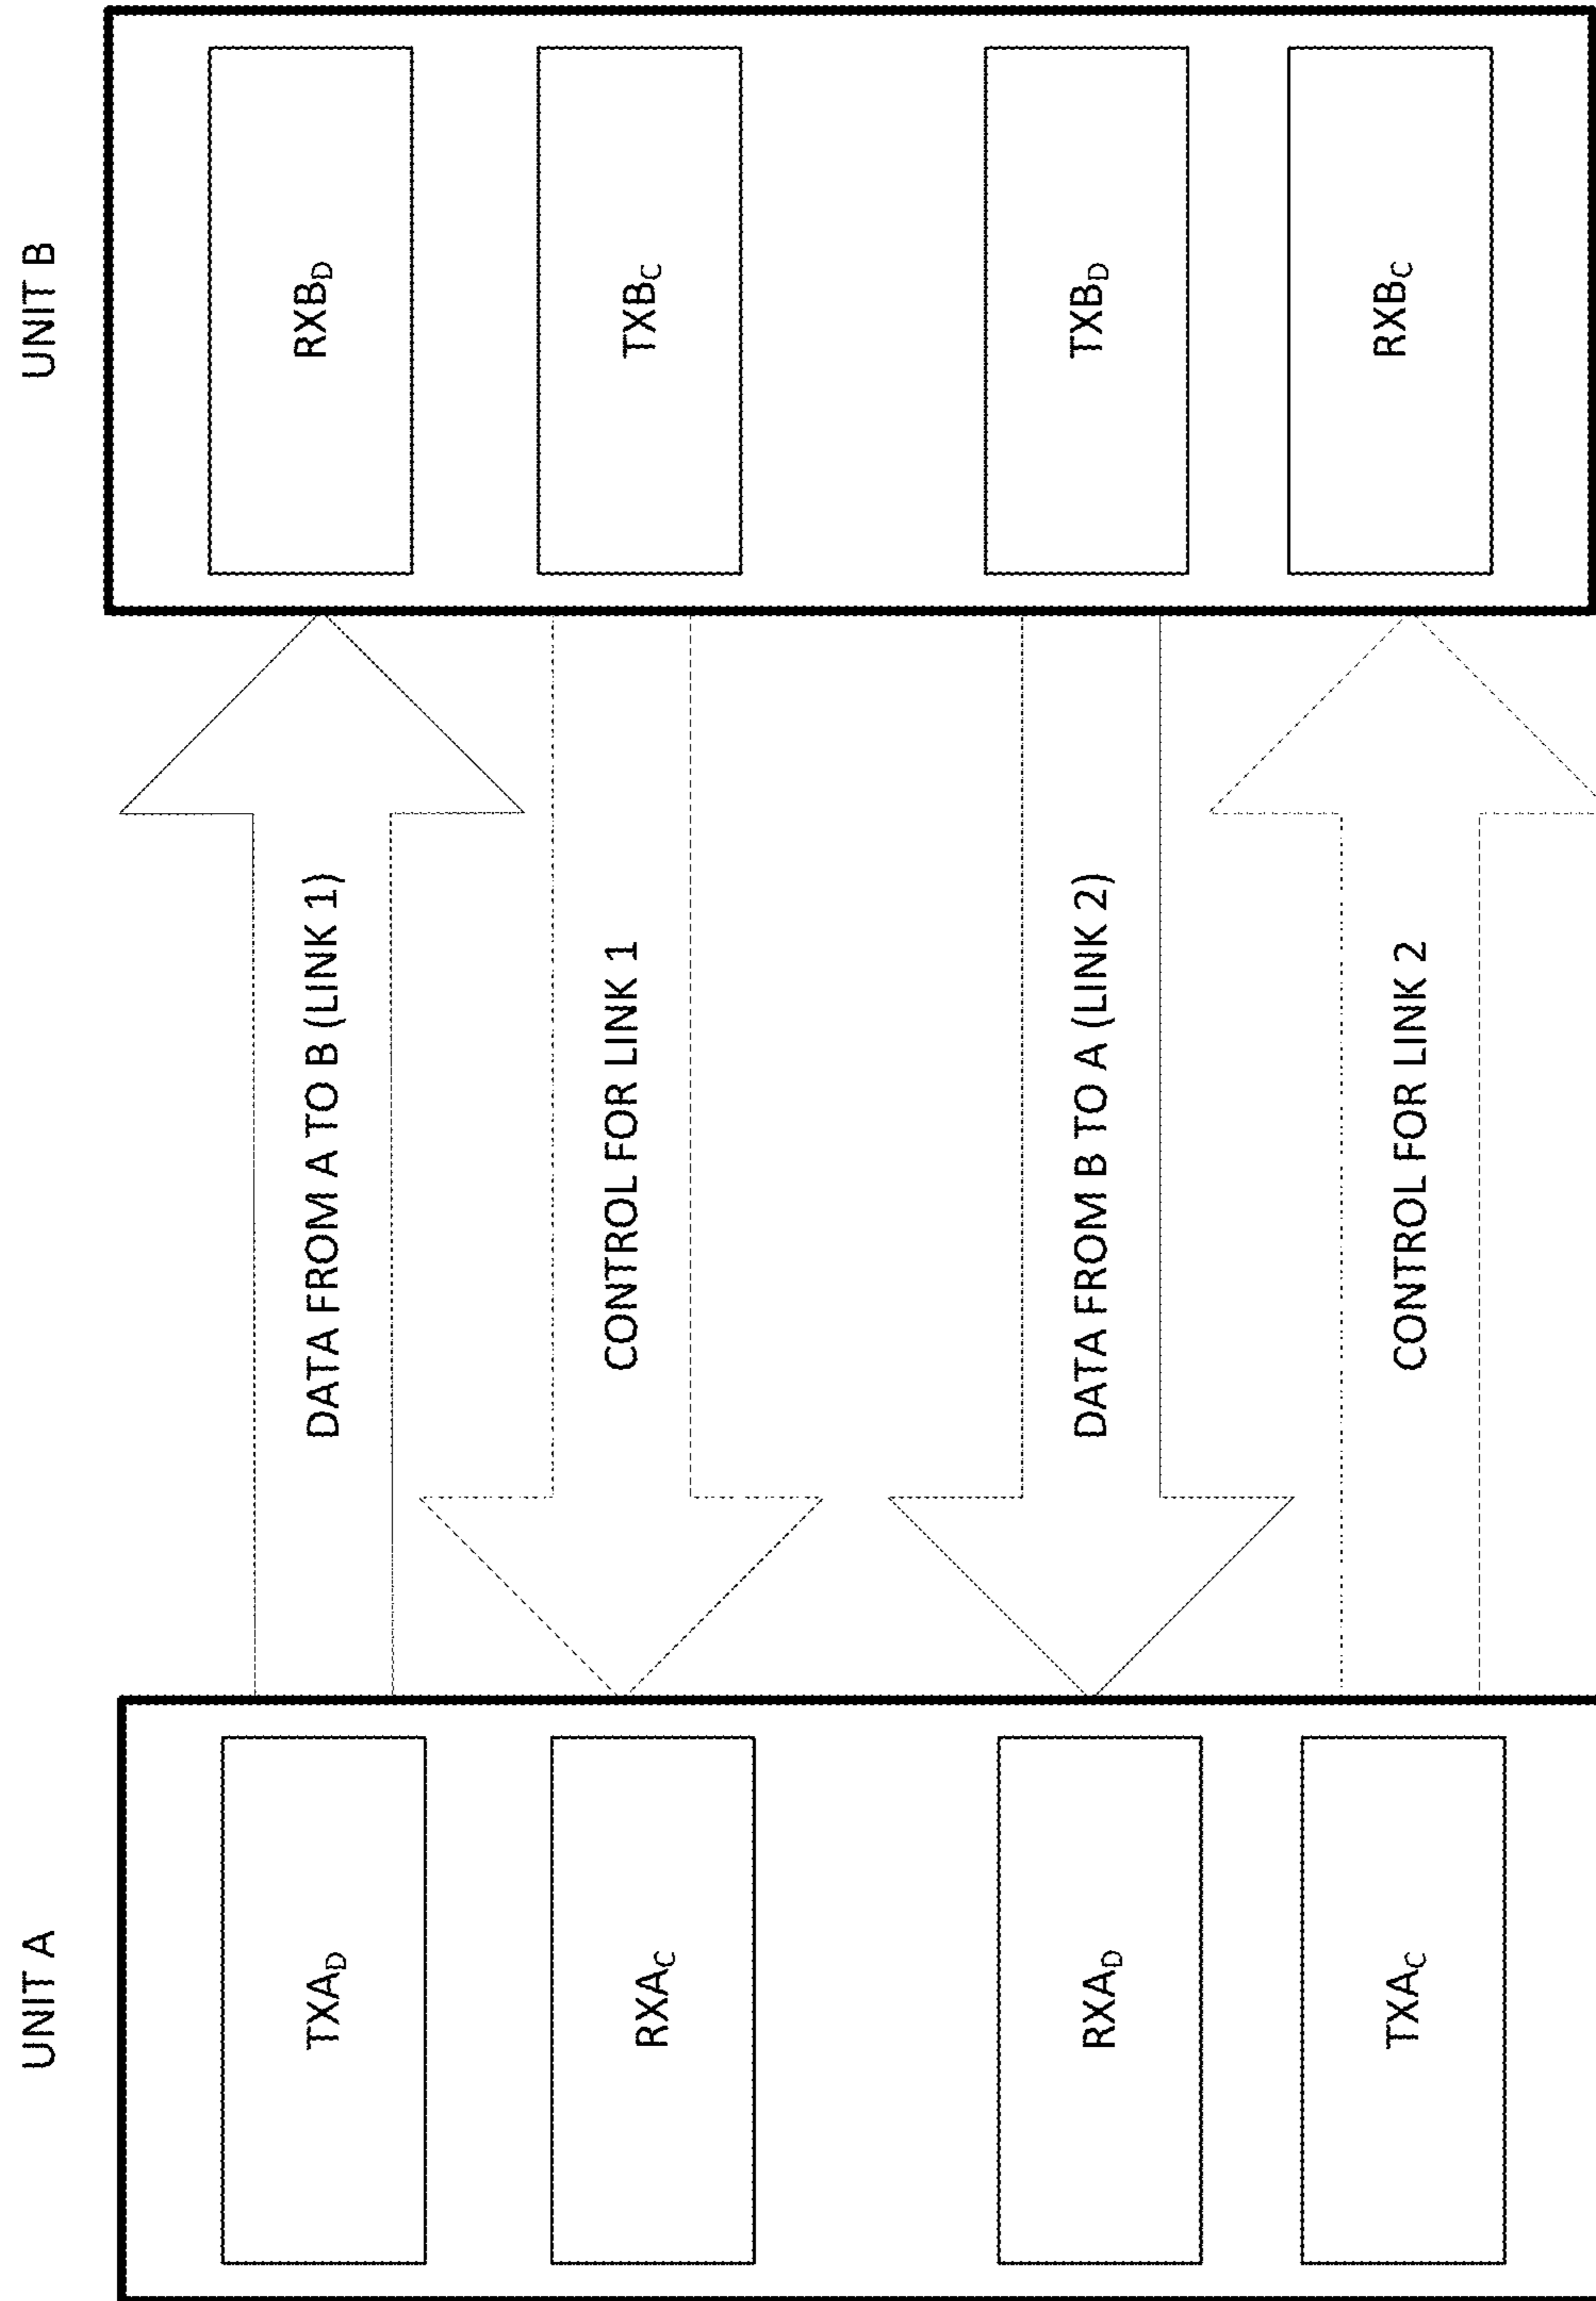 UNIT A
UNIT B
TXA_D
DATA FROM A TO B (LINK 1)
RXB_D
RXA_C
CONTROL FOR LINK 1
TXB_C
RXA_D
DATA FROM B TO A (LINK 2)
TXB_D
TXA_C
CONTROL FOR LINK 2
RXB_C